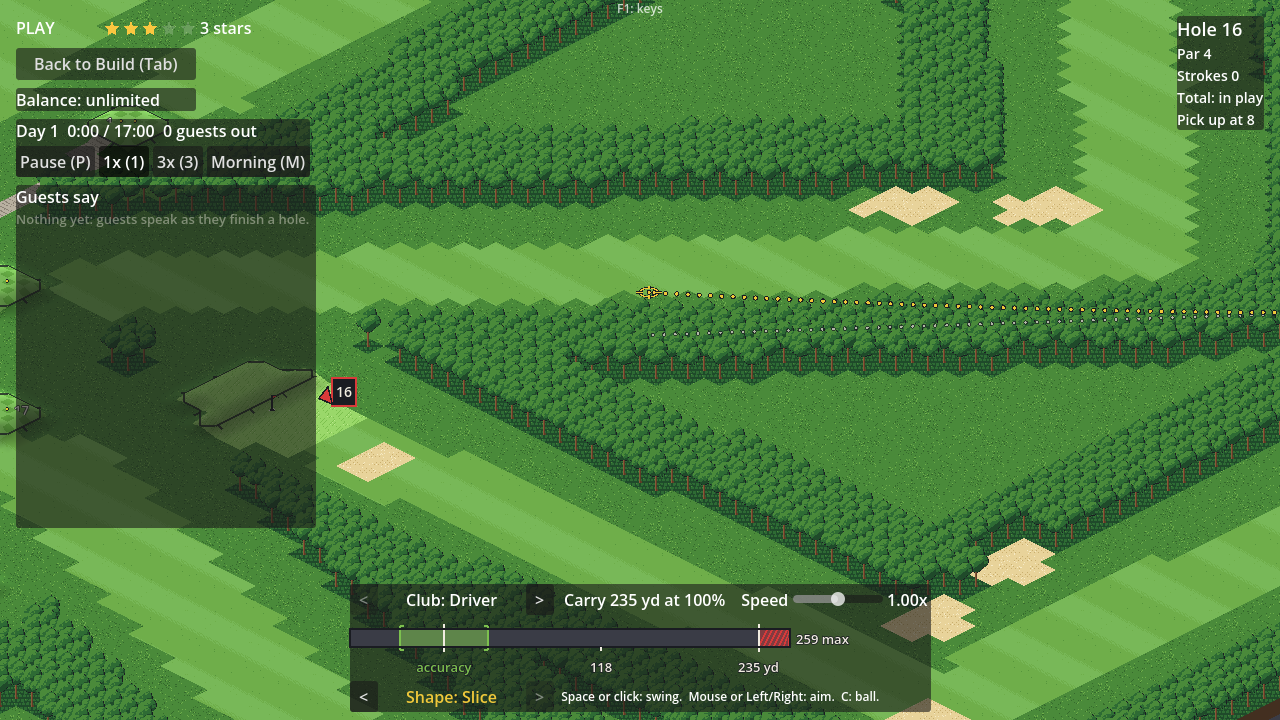 F1: keys
PLAY 3 stars
Back to Build (Tab)
Balance: unlimited
Day 1 0:00 / 17:00 0 guests out
Pause (P) 1x (1) 3x (3) Morning (M)
Guests say
Nothing yet: guests speak as they finish a hole.
Hole 16
Par 4
Strokes 0
Total: in play
Pick up at 8
16
17
< Club: Driver > Carry 235 yd at 100% Speed 1.00x
259 max
accuracy 118 235 yd
< Shape: Slice > Space or click: swing. Mouse or Left/Right: aim. C: ball.